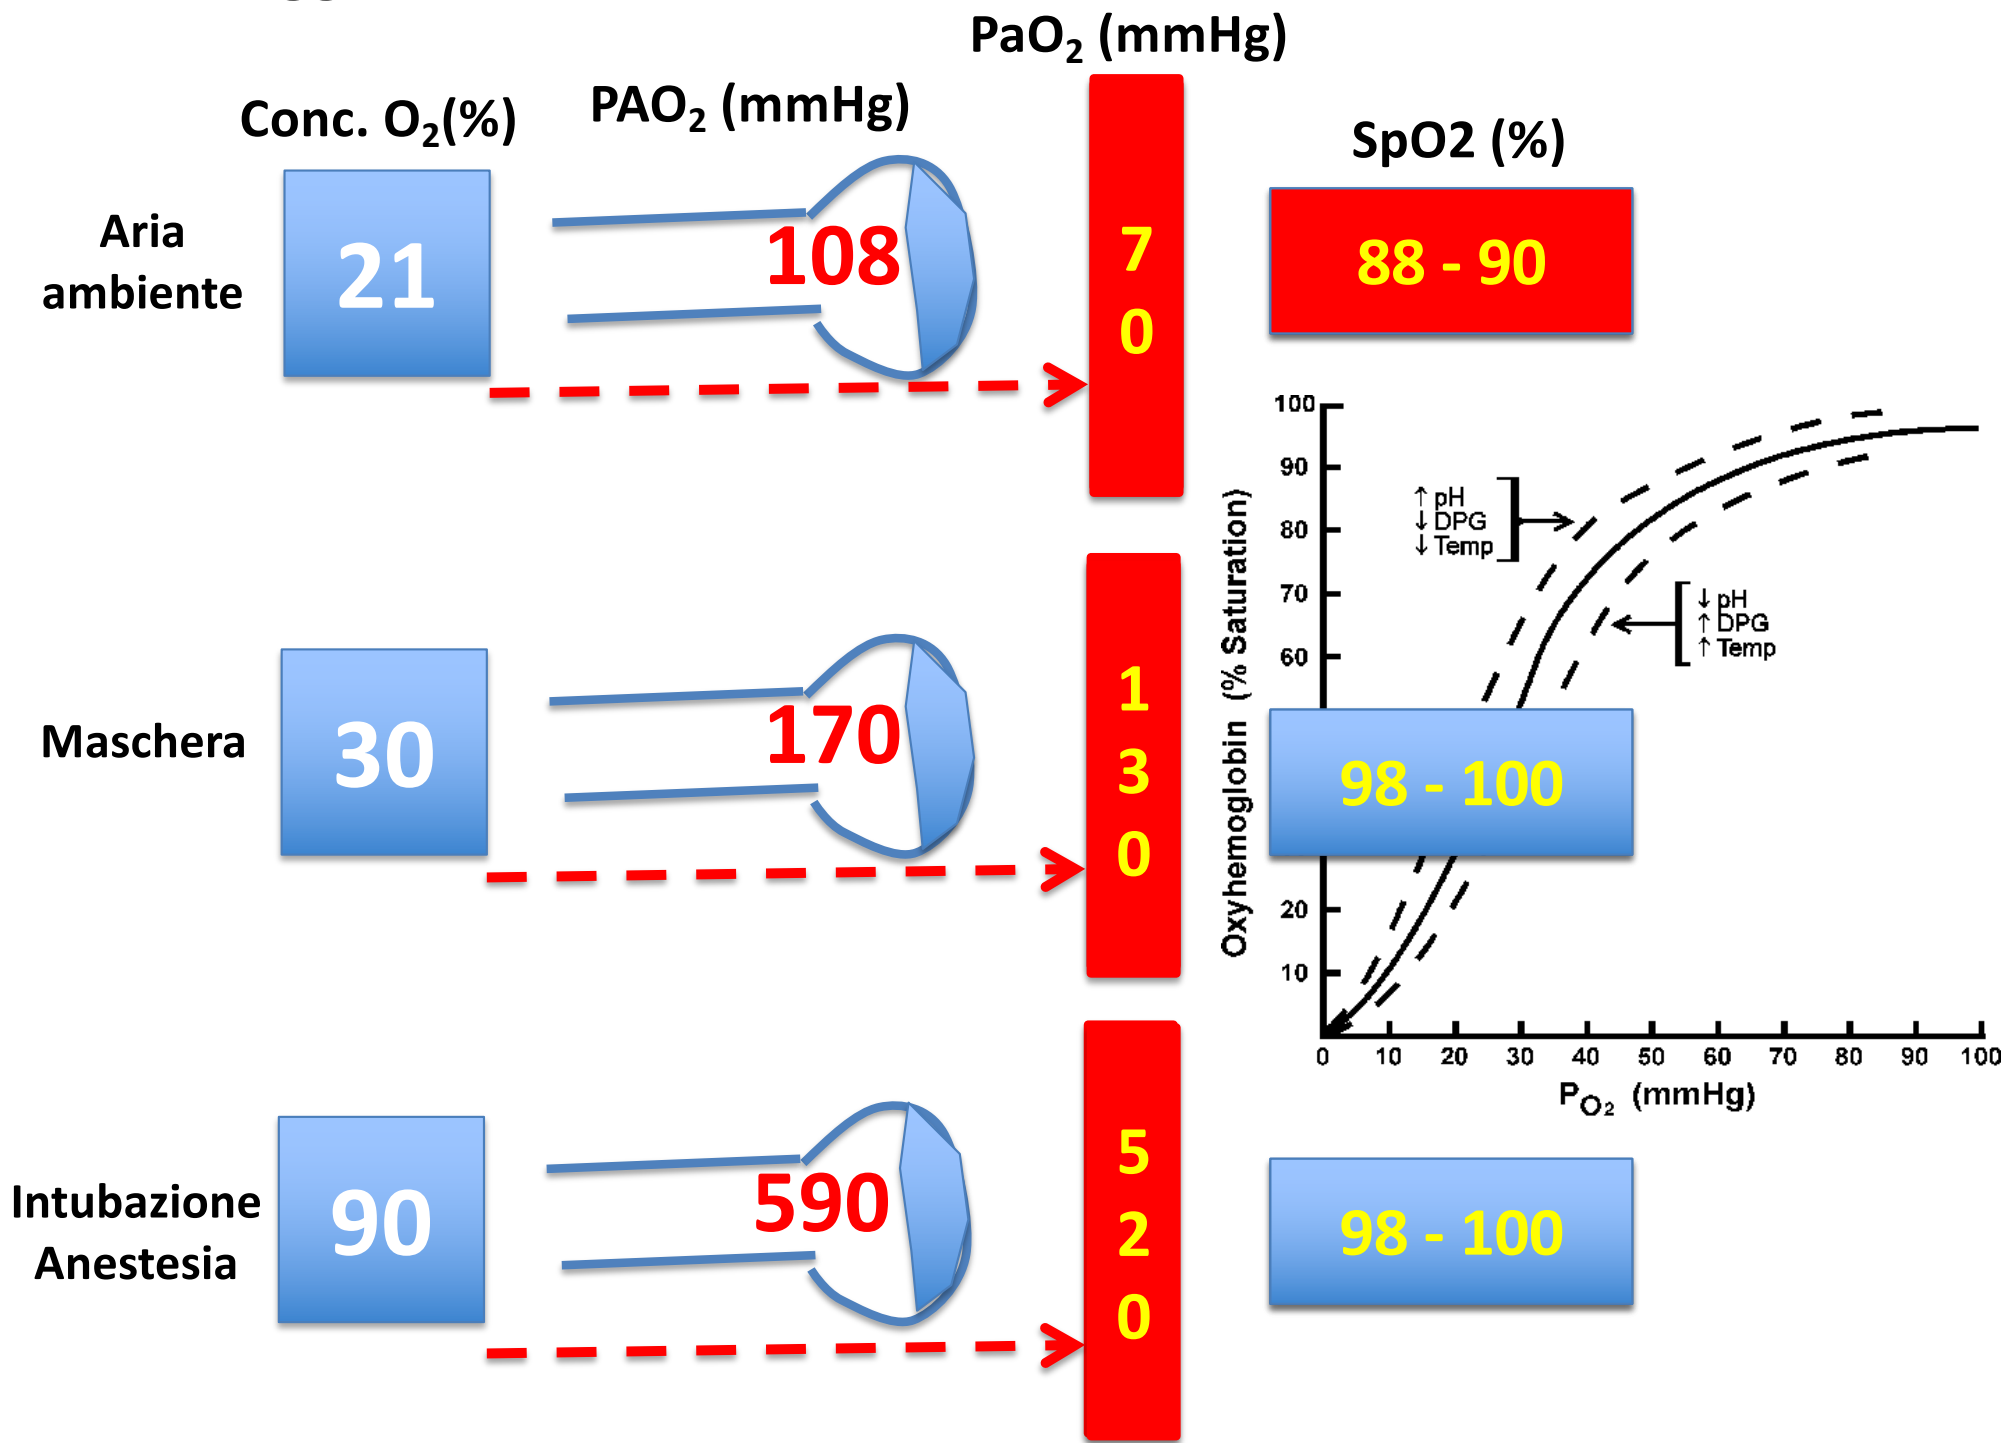 PaO2 (mmHg)
Conc. O2(%)
PAO2 (mmHg)
SpO2 (%)
Aria
ambiente
21
108
7
0
88 - 90
100
90
80
70
60
20
10
Oxyhemoglobin (% Saturation)
↑ pH
↓ DPG
↓ Temp
↓ pH
↑ DPG
↑ Temp
0 10 20 30 40 50 60 70 80 90 100
PO2 (mmHg)
Maschera
30
170
1
3
0
98 - 100
Intubazione
Anestesia
90
590
5
2
0
98 - 100